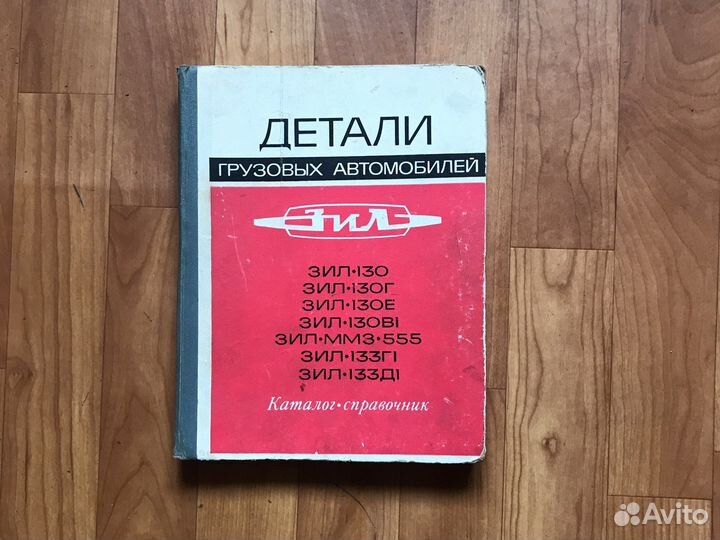 ДЕТАЛИ
ГРУЗОВЫХ АВТОМОБИЛЕЙ
ЗИЛ
ЗИЛ·130
ЗИЛ·130Г
ЗИЛ·130Е
ЗИЛ·130В1
ЗИЛ·ММЗ·555
ЗИЛ·133Г1
ЗИЛ·133Д1
Каталог·справочник
Avito